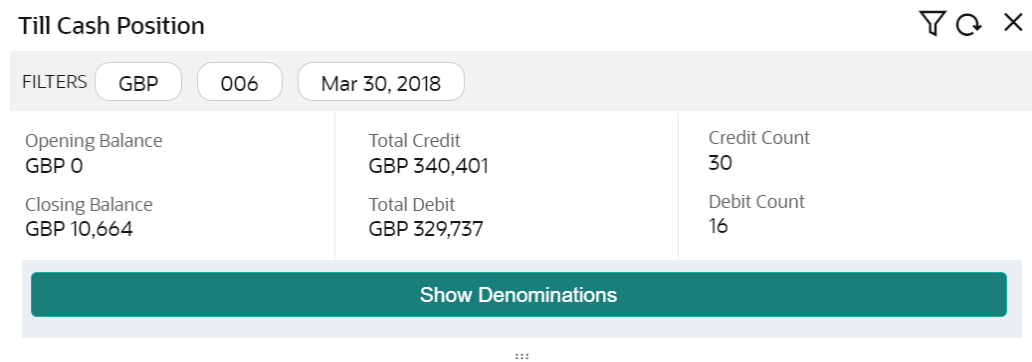 Till Cash Position
FILTERS GBP 006 Mar 30, 2018
Opening Balance
GBP 0
Closing Balance
GBP 10,664
Total Credit
GBP 340,401
Total Debit
GBP 329,737
Credit Count
30
Debit Count
16
Show Denominations